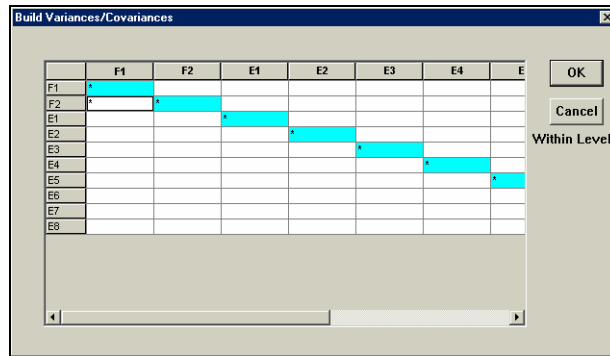 Build Variances/Covariances
F1 F2 E1 E2 E3 E4 E
F1 *
F2 * *
E1 *
E2 *
E3 *
E4 *
E5 *
E6
E7
E8
OK
Cancel
Within Level